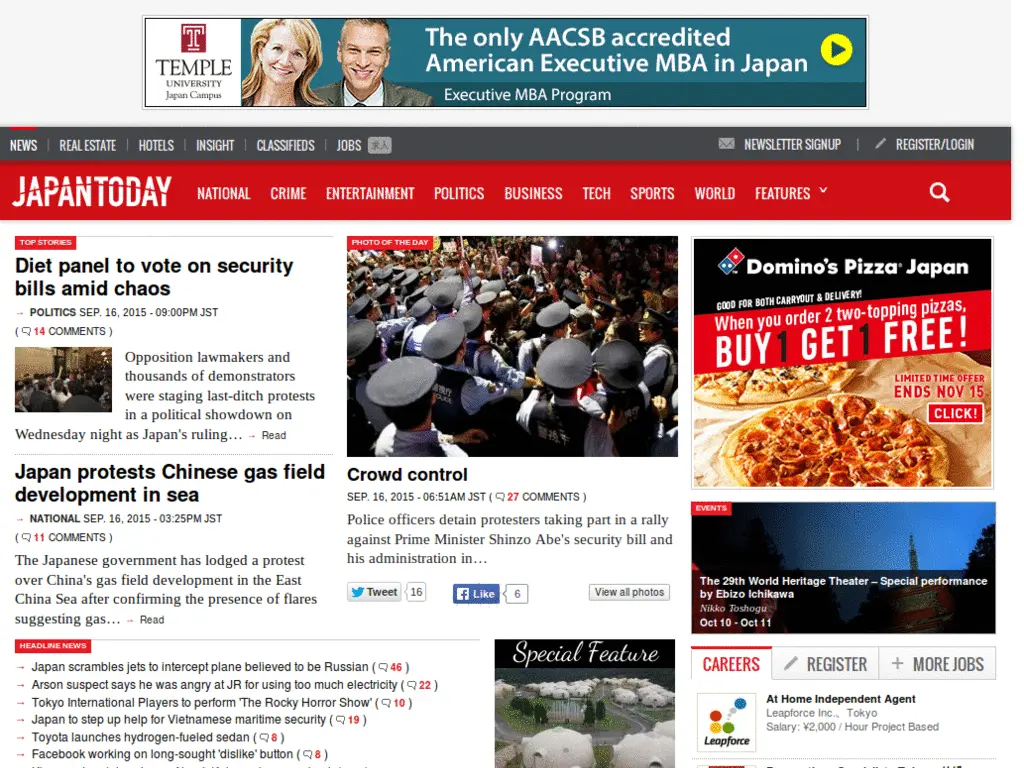 TEMPLE
UNIVERSITY
Japan Campus
The only AACSB accredited
American Executive MBA in Japan
Executive MBA Program
NEWS
REAL ESTATE
HOTELS
INSIGHT
CLASSIFIEDS
JOBS 求人
NEWSLETTER SIGNUP
REGISTER/LOGIN
JAPANTODAY
NATIONAL
CRIME
ENTERTAINMENT
POLITICS
BUSINESS
TECH
SPORTS
WORLD
FEATURES
TOP STORIES
Diet panel to vote on security
bills amid chaos
→ POLITICS SEP. 16, 2015 - 09:00PM JST
( 14 COMMENTS )
Opposition lawmakers and
thousands of demonstrators
were staging last-ditch protests
in a political showdown on
Wednesday night as Japan's ruling… → Read
Japan protests Chinese gas field
development in sea
→ NATIONAL SEP. 16, 2015 - 03:25PM JST
( 11 COMMENTS )
The Japanese government has lodged a protest
over China's gas field development in the East
China Sea after confirming the presence of flares
suggesting gas… → Read
PHOTO OF THE DAY
Crowd control
SEP. 16, 2015 - 06:51AM JST ( 27 COMMENTS )
Police officers detain protesters taking part in a rally
against Prime Minister Shinzo Abe's security bill and
his administration in…
Tweet 16
Like 6
View all photos
Domino's Pizza Japan
GOOD FOR BOTH CARRYOUT & DELIVERY!
When you order 2 two-topping pizzas,
BUY 1 GET 1 FREE!
LIMITED TIME OFFER
ENDS NOV 15
CLICK!
EVENTS
The 29th World Heritage Theater – Special performance
by Ebizo Ichikawa
Nikko Toshogu
Oct 10 - Oct 11
HEADLINE NEWS
→ Japan scrambles jets to intercept plane believed to be Russian ( 46 )
→ Arson suspect says he was angry at JR for using too much electricity ( 22 )
→ Tokyo International Players to perform 'The Rocky Horror Show' ( 10 )
→ Japan to step up help for Vietnamese maritime security ( 19 )
→ Toyota launches hydrogen-fueled sedan ( 8 )
→ Facebook working on long-sought 'dislike' button ( 8 )
Special Feature
CAREERS
REGISTER
+ MORE JOBS
Leapforce
At Home Independent Agent
Leapforce Inc.、Tokyo
Salary: ¥2,000 / Hour Project Based